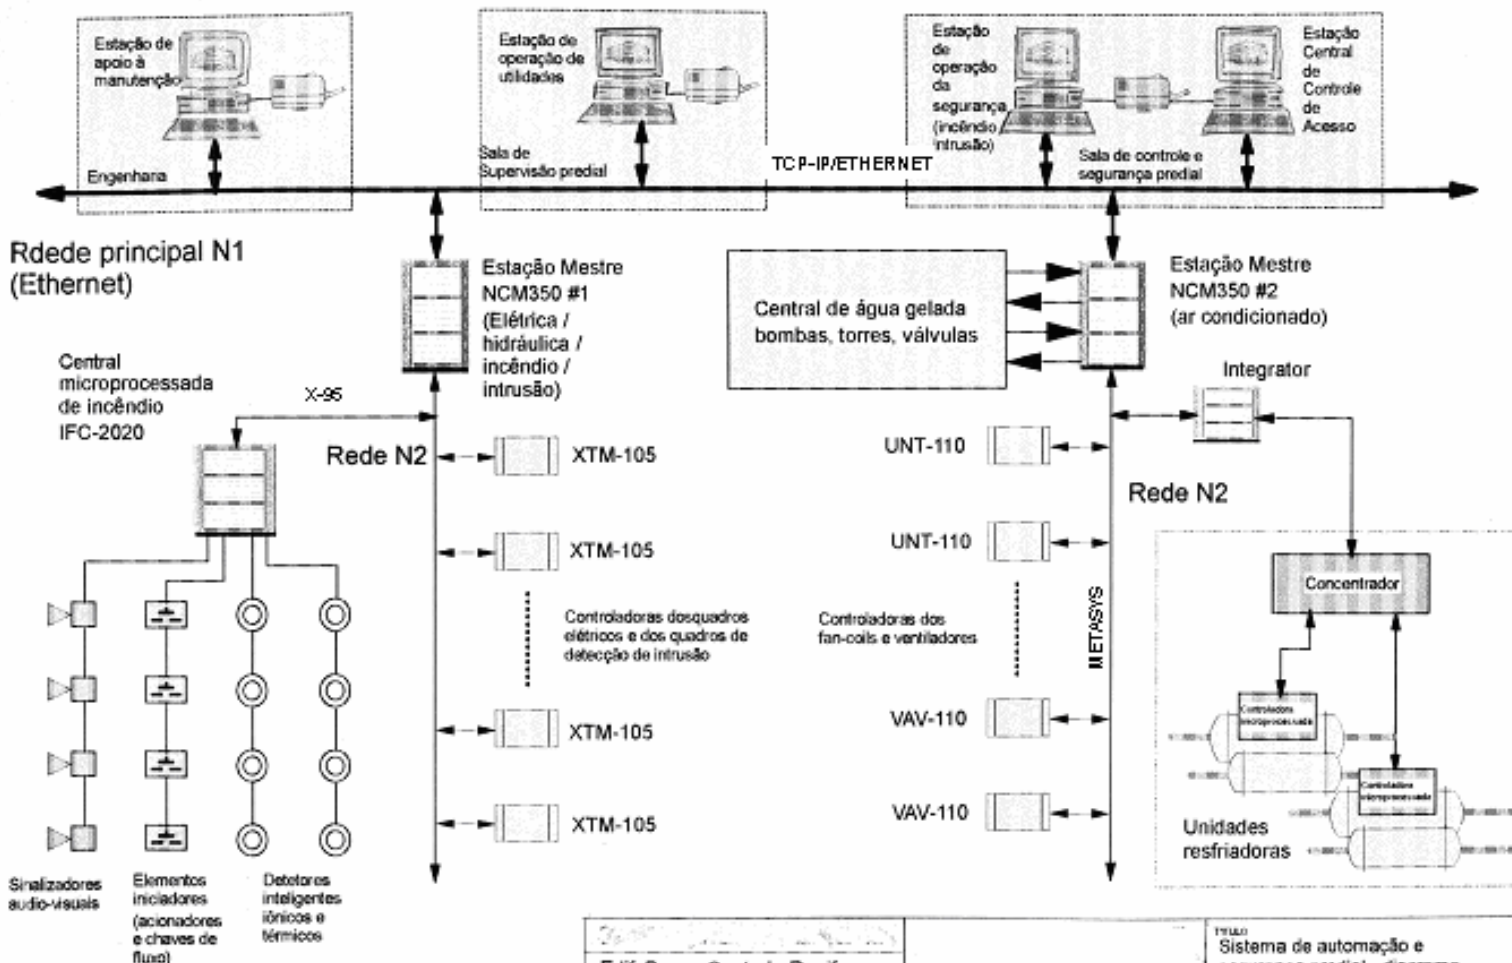 Estação de
apoio à
manutenção
Engenharia
Estação de
operação de
utilidades
Sala de
Supervisão predial
TCP-IP/ETHERNET
Estação
de
operação
da
segurança
(incêndio
intrusão)
Estação
Central
de
Controle
de
Acesso
Sala de controle e
segurança predial
Rdede principal N1
(Ethernet)
Estação Mestre
NCM350 #1
(Elétrica /
hidráulica /
incêndio /
intrusão)
Central de água gelada
bombas, torres, válvulas
Estação Mestre
NCM350 #2
(ar condicionado)
Integrator
Central
microprocessada
de incêndio
IFC-2020
X-95
Rede N2
XTM-105
XTM-105
Controladoras dosquadros
elétricos e dos quadros de
detecção de intrusão
XTM-105
XTM-105
UNT-110
UNT-110
Controladoras dos
fan-coils e ventiladores
VAV-110
VAV-110
Rede N2
METASYS
Concentrador
Controladora
microprocessada
Controladora
microprocessada
Unidades
resfriadoras
Sinalizadores
audio-visuais
Elementos
iniciadores
(acionadores
e chaves de
fluxo)
Detetores
inteligentes
iônicos e
térmicos
TITULO
Sistema de automação e